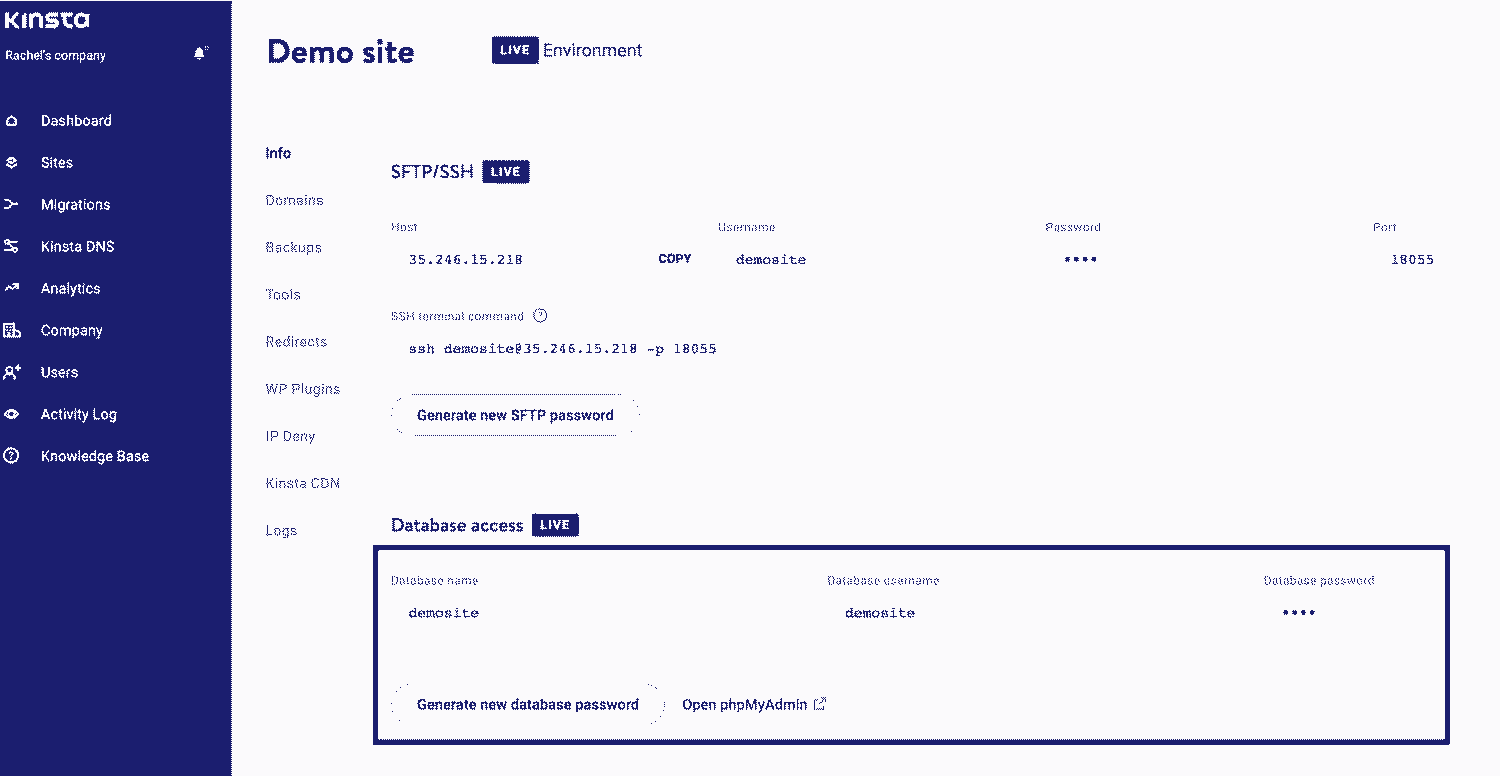 Kinsta
Rachel's company
Dashboard
Sites
Migrations
Kinsta DNS
Analytics
Company
Users
Activity Log
Knowledge Base
Demo site LIVE Environment
Info
Domains
Backups
Tools
Redirects
WP Plugins
IP Deny
Kinsta CDN
Logs
SFTP/SSH LIVE
Host Username Password Port
35.246.15.218 COPY demosite •••• 18055
SSH terminal command ?
ssh demosite@35.246.15.218 -p 18055
Generate new SFTP password
Database access LIVE
Database name Database username Database password
demosite demosite ••••
Generate new database password Open phpMyAdmin